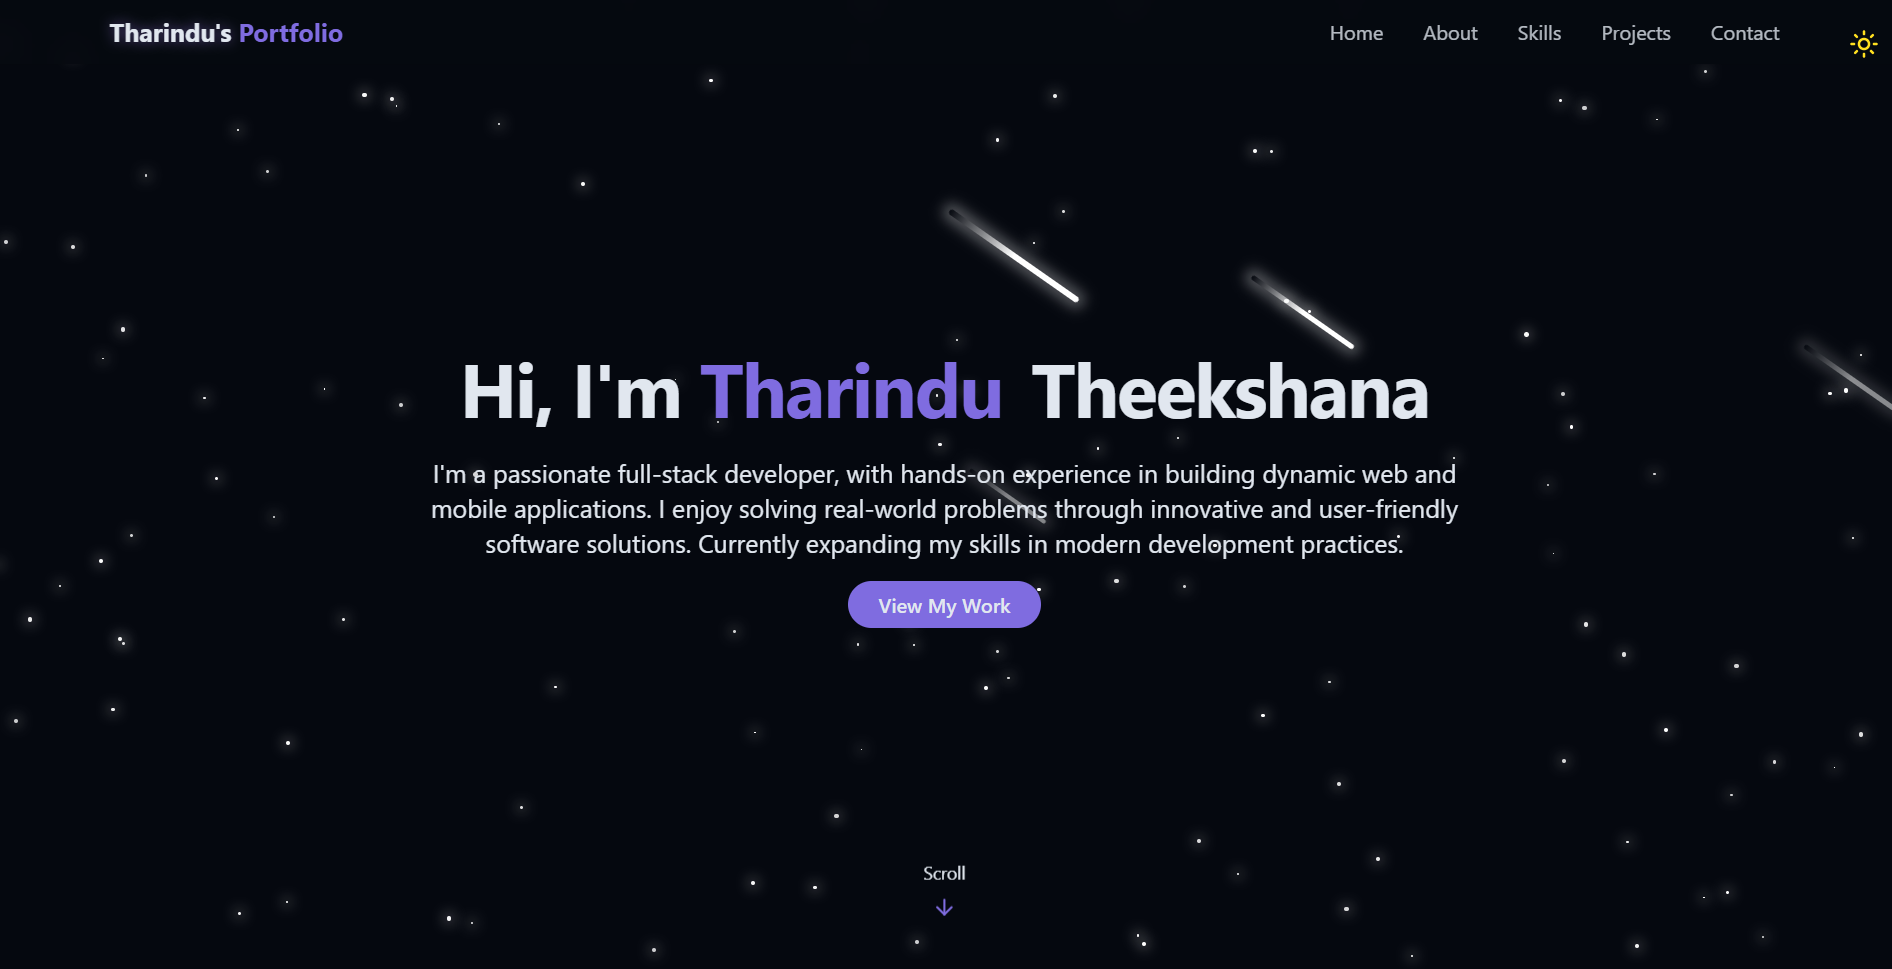 Tharindu's Portfolio
Home About Skills Projects Contact
Hi, I'm Tharindu Theekshana
I'm a passionate full-stack developer, with hands-on experience in building dynamic web and
mobile applications. I enjoy solving real-world problems through innovative and user-friendly
software solutions. Currently expanding my skills in modern development practices.
View My Work
Scroll